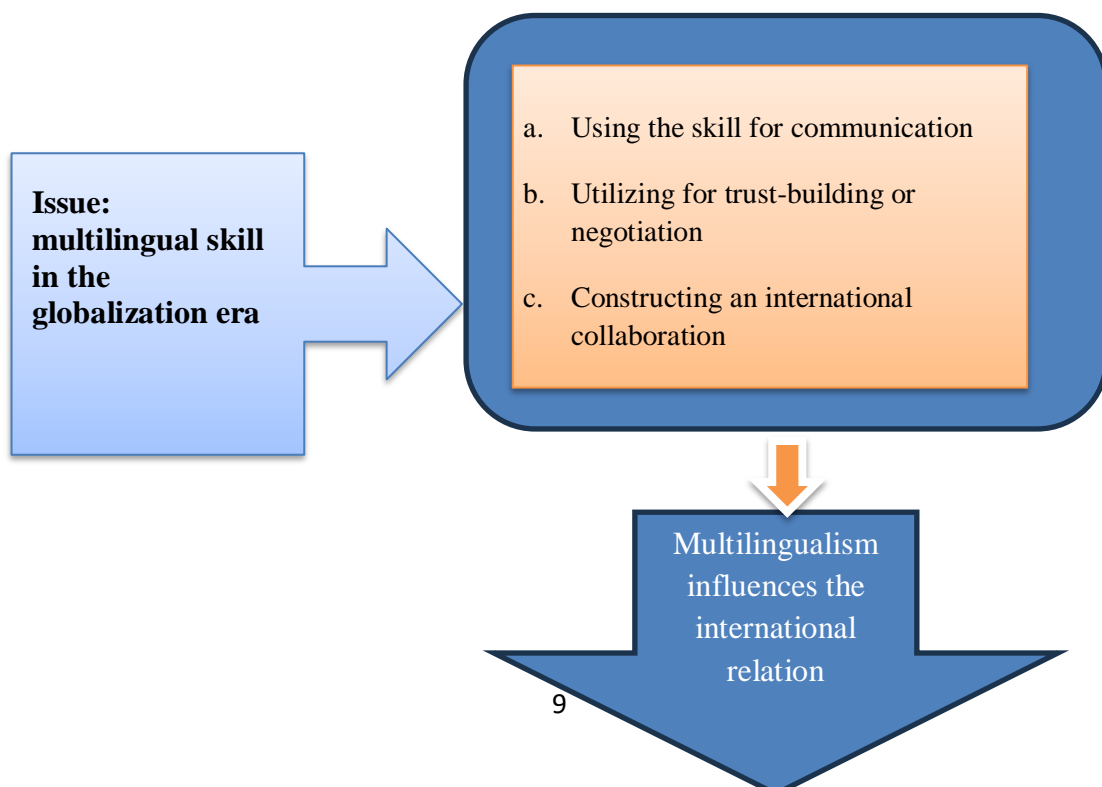 Issue:
multilingual skill
in the
globalization era
a. Using the skill for communication
b. Utilizing for trust-building or
negotiation
c. Constructing an international
collaboration
Multilingualism
influences the
international
relation
9